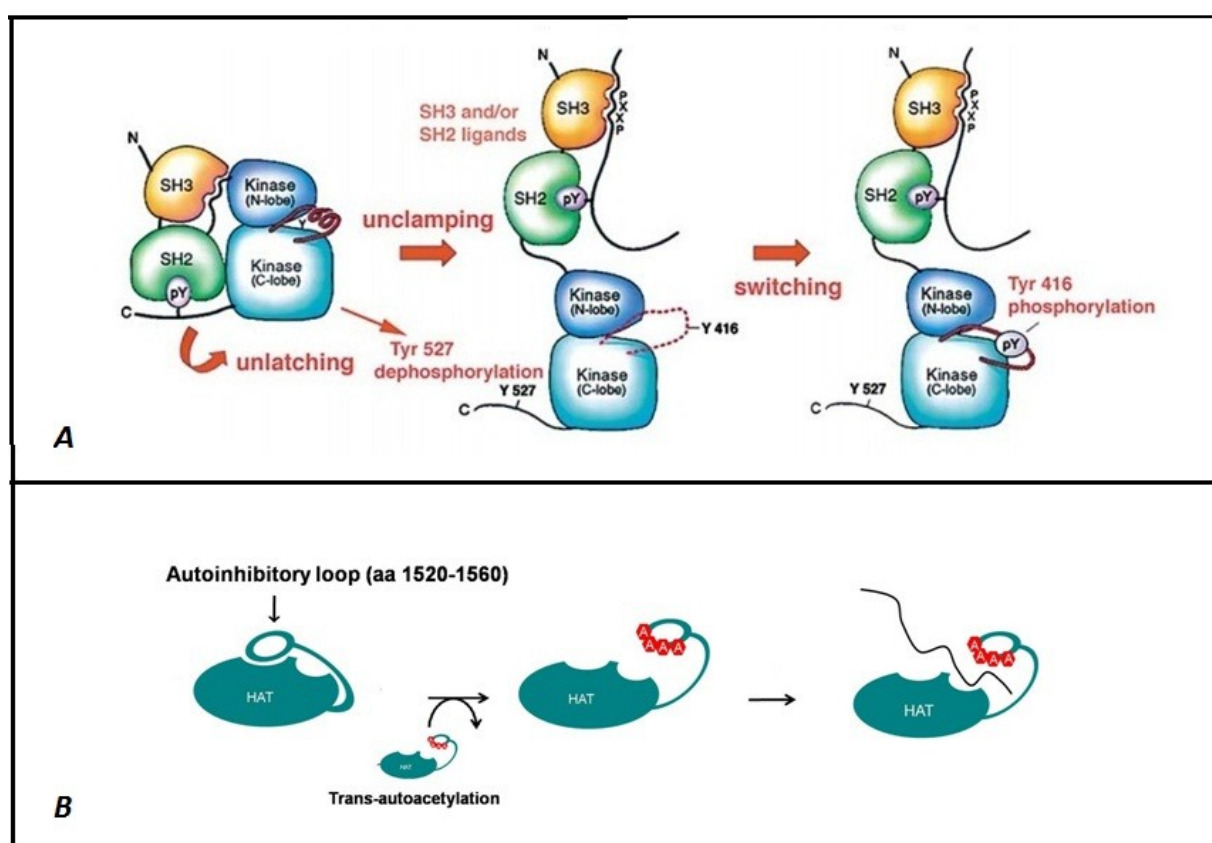 N
SH3
Kinase
(N-lobe)
Y
SH2
Kinase
(C-lobe)
pY
C
unlatching
Tyr 527
dephosphorylation
unclamping
SH3 and/or
SH2 ligands
N
SH3
P
X
X
P
SH2
pY
Kinase
(N-lobe)
Y 416
Kinase
(C-lobe)
Y 527
C
switching
N
SH3
P
X
X
P
SH2
pY
Kinase
(N-lobe)
Tyr 416
phosphorylation
pY
Kinase
(C-lobe)
Y 527
C
A
Autoinhibitory loop (aa 1520-1560)
HAT
HAT
Trans-autoacetylation
A
A
A
A
HAT
A
A
A
A
HAT
B